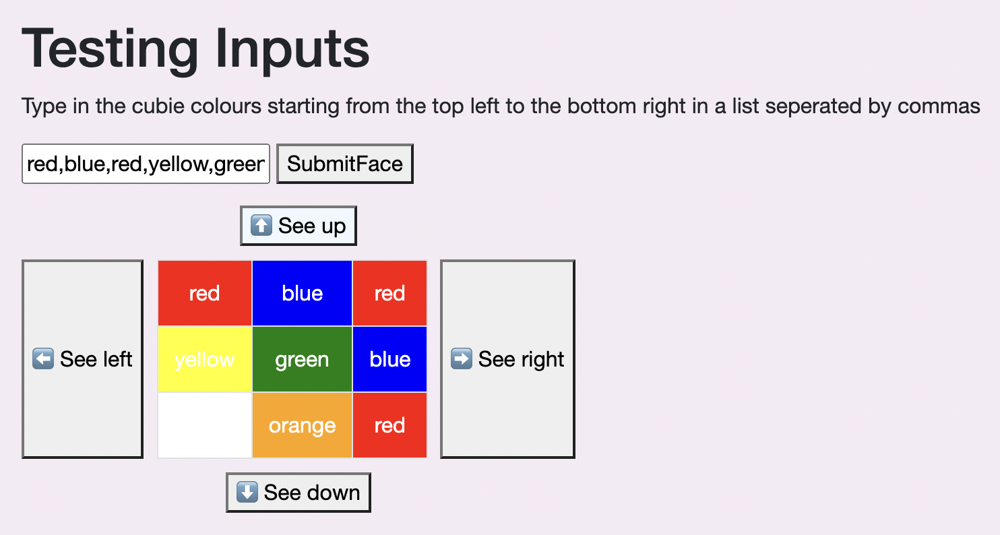 Testing Inputs
Type in the cubie colours starting from the top left to the bottom right in a list seperated by commas
red,blue,red,yellow,green SubmitFace
⬆️ See up
red blue red
⬅️ See left yellow green blue ➡️ See right
orange red
⬇️ See down